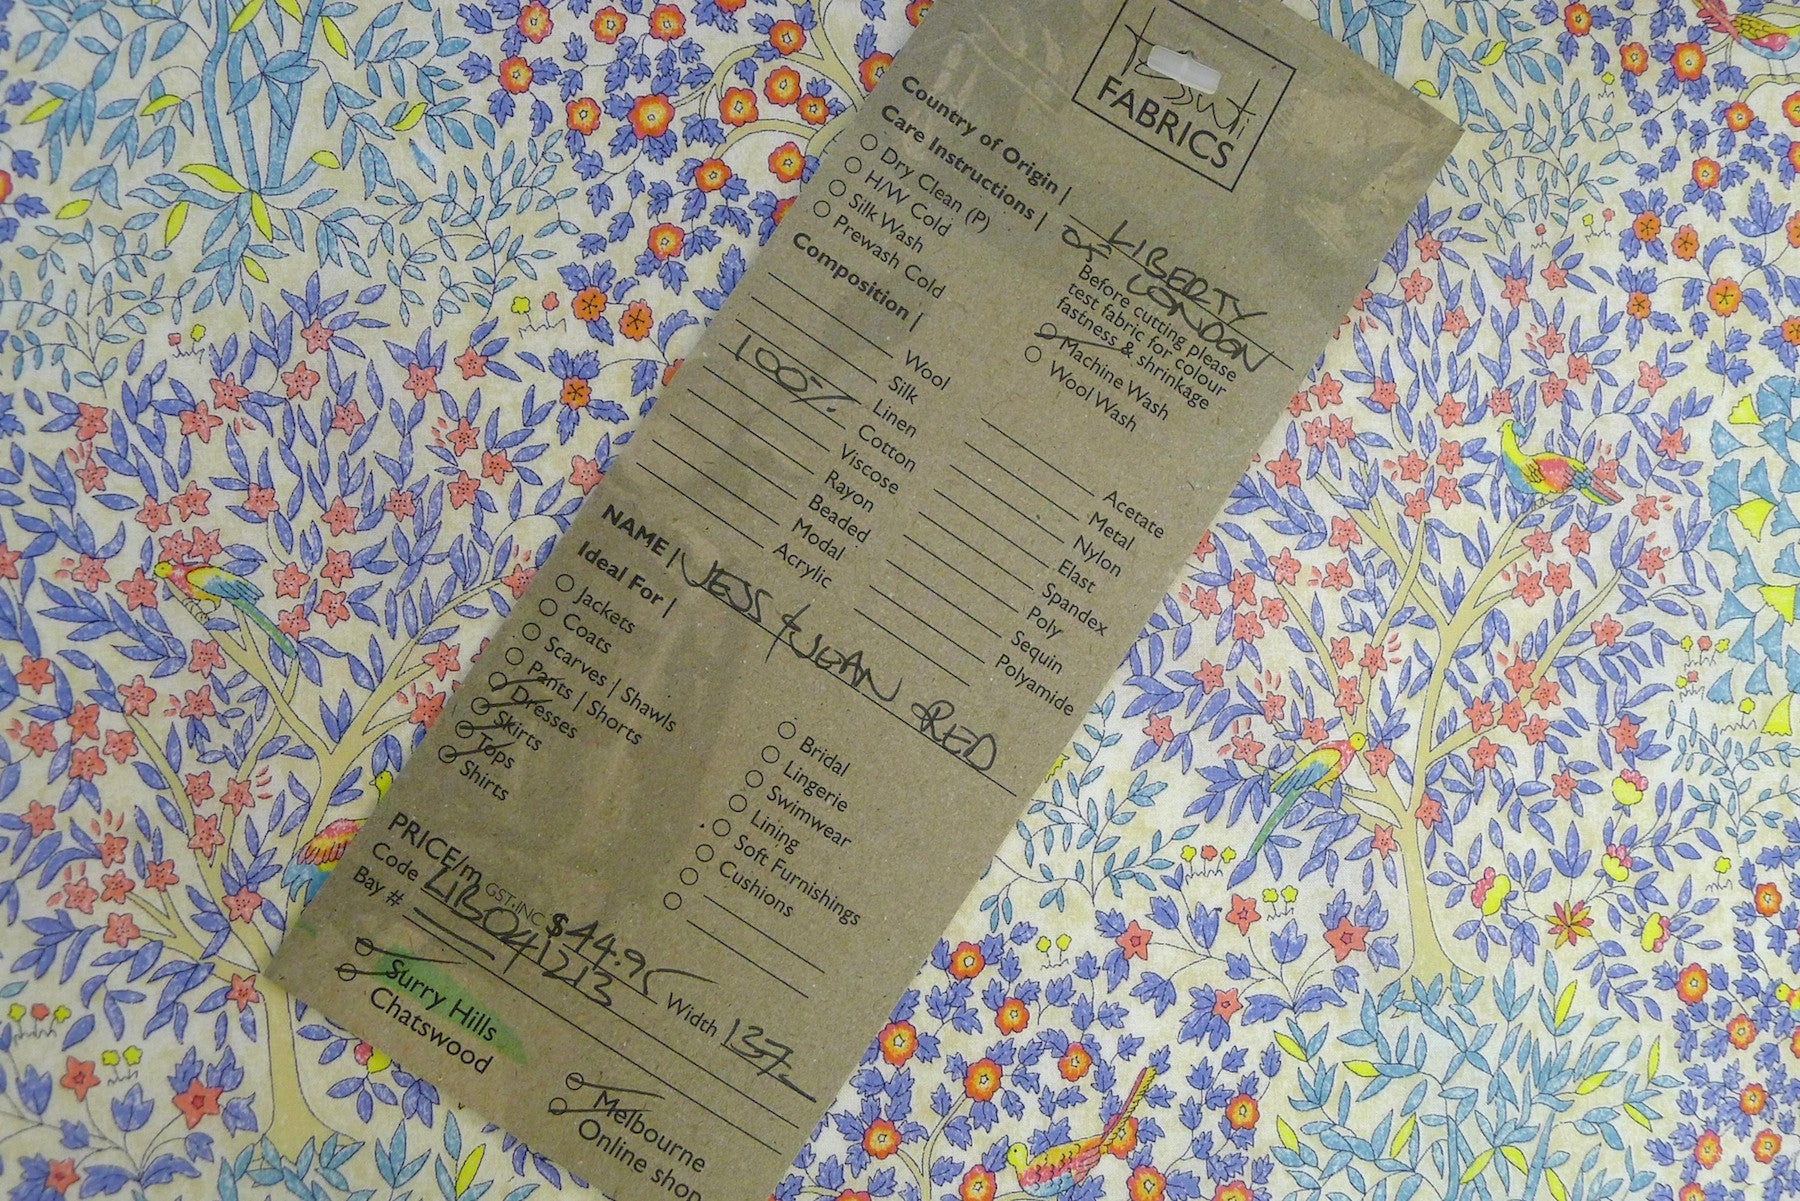 Tessuti
FABRICS
Country of Origin | LIBERTY
OF LONDON
Care Instructions |
Dry Clean (P)
H/W Cold
Silk Wash
Prewash Cold
Before cutting please
test fabric for colour
fastness & shrinkage
Machine Wash
Wool Wash
Composition |
Wool
Silk
Linen
100% Cotton
Viscose
Rayon
Beaded
Modal
Acrylic
Acetate
Metal
Nylon
Elast
Spandex
Poly
Sequin
Polyamide
NAME | JESS & JEAN RED
Ideal For |
Jackets
Coats
Scarves | Shawls
Pants | Shorts
Dresses
Skirts
Tops
Shirts
Bridal
Lingerie
Swimwear
Lining
Soft Furnishings
Cushions
PRICE/m GST.INC $44.95 Width 137
Code LIB041213
Bay #
Surry Hills
Chatswood
Melbourne
Online shop